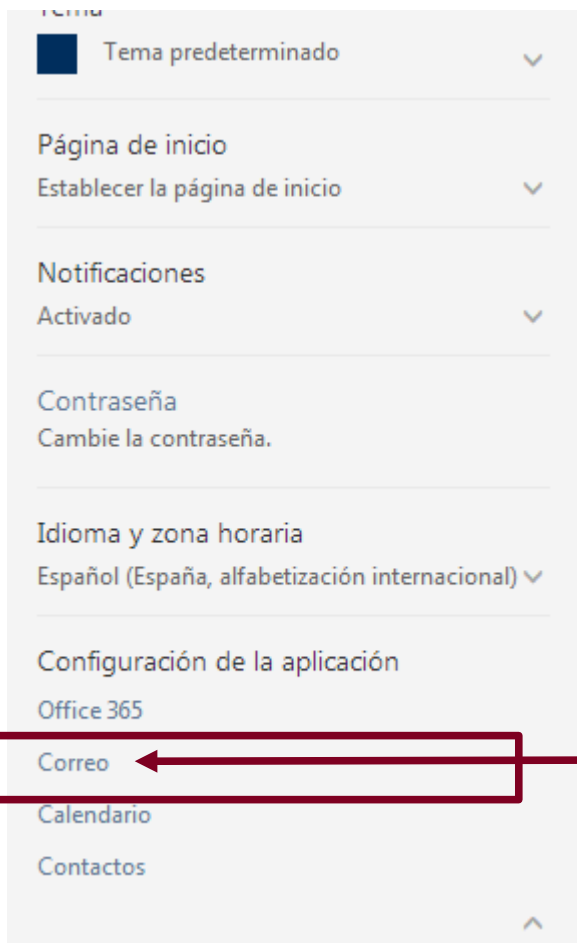 Tema
Tema predeterminado
Página de inicio
Establecer la página de inicio
Notificaciones
Activado
Contraseña
Cambie la contraseña.
Idioma y zona horaria
Español (España, alfabetización internacional)
Configuración de la aplicación
Office 365
Correo
Calendario
Contactos